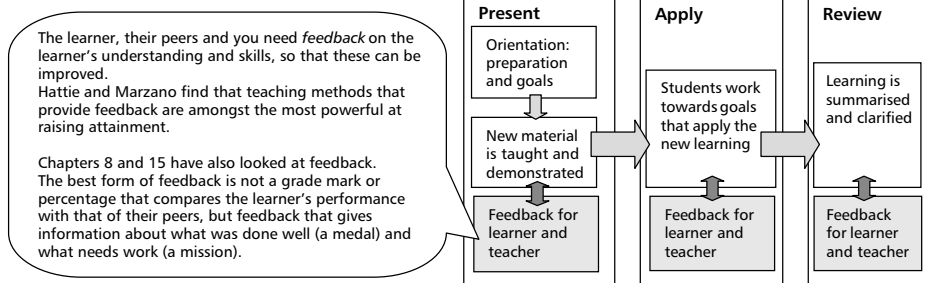 The learner, their peers and you need feedback on the
learner's understanding and skills, so that these can be
improved.
Hattie and Marzano find that teaching methods that
provide feedback are amongst the most powerful at
raising attainment.
Chapters 8 and 15 have also looked at feedback.
The best form of feedback is not a grade mark or
percentage that compares the learner's performance
with that of their peers, but feedback that gives
information about what was done well (a medal) and
what needs work (a mission).
Present
Orientation:
preparation
and goals
New material
is taught and
demonstrated
Feedback for
learner and
teacher
Apply
Students work
towards goals
that apply the
new learning
Feedback for
learner and
teacher
Review
Learning is
summarised
and clarified
Feedback
for learner
and teacher